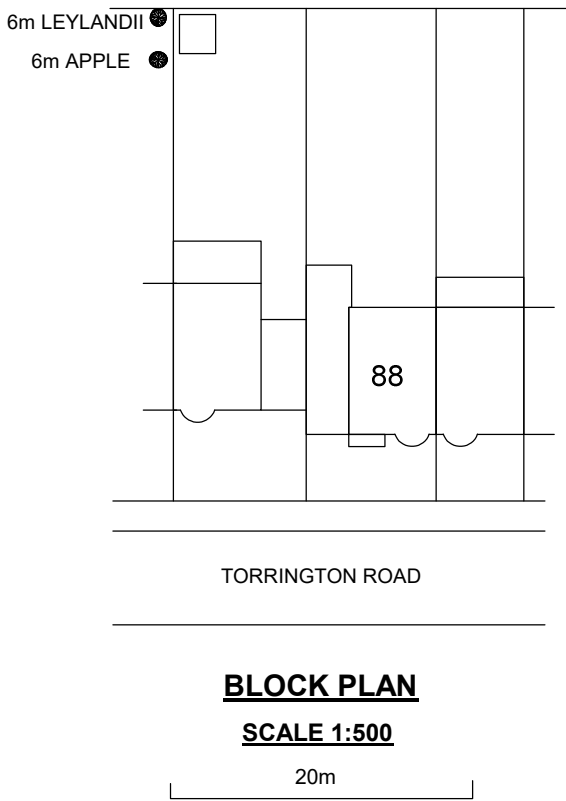 6m LEYLANDII
6m APPLE
88
TORRINGTON ROAD
BLOCK PLAN
SCALE 1:500
20m